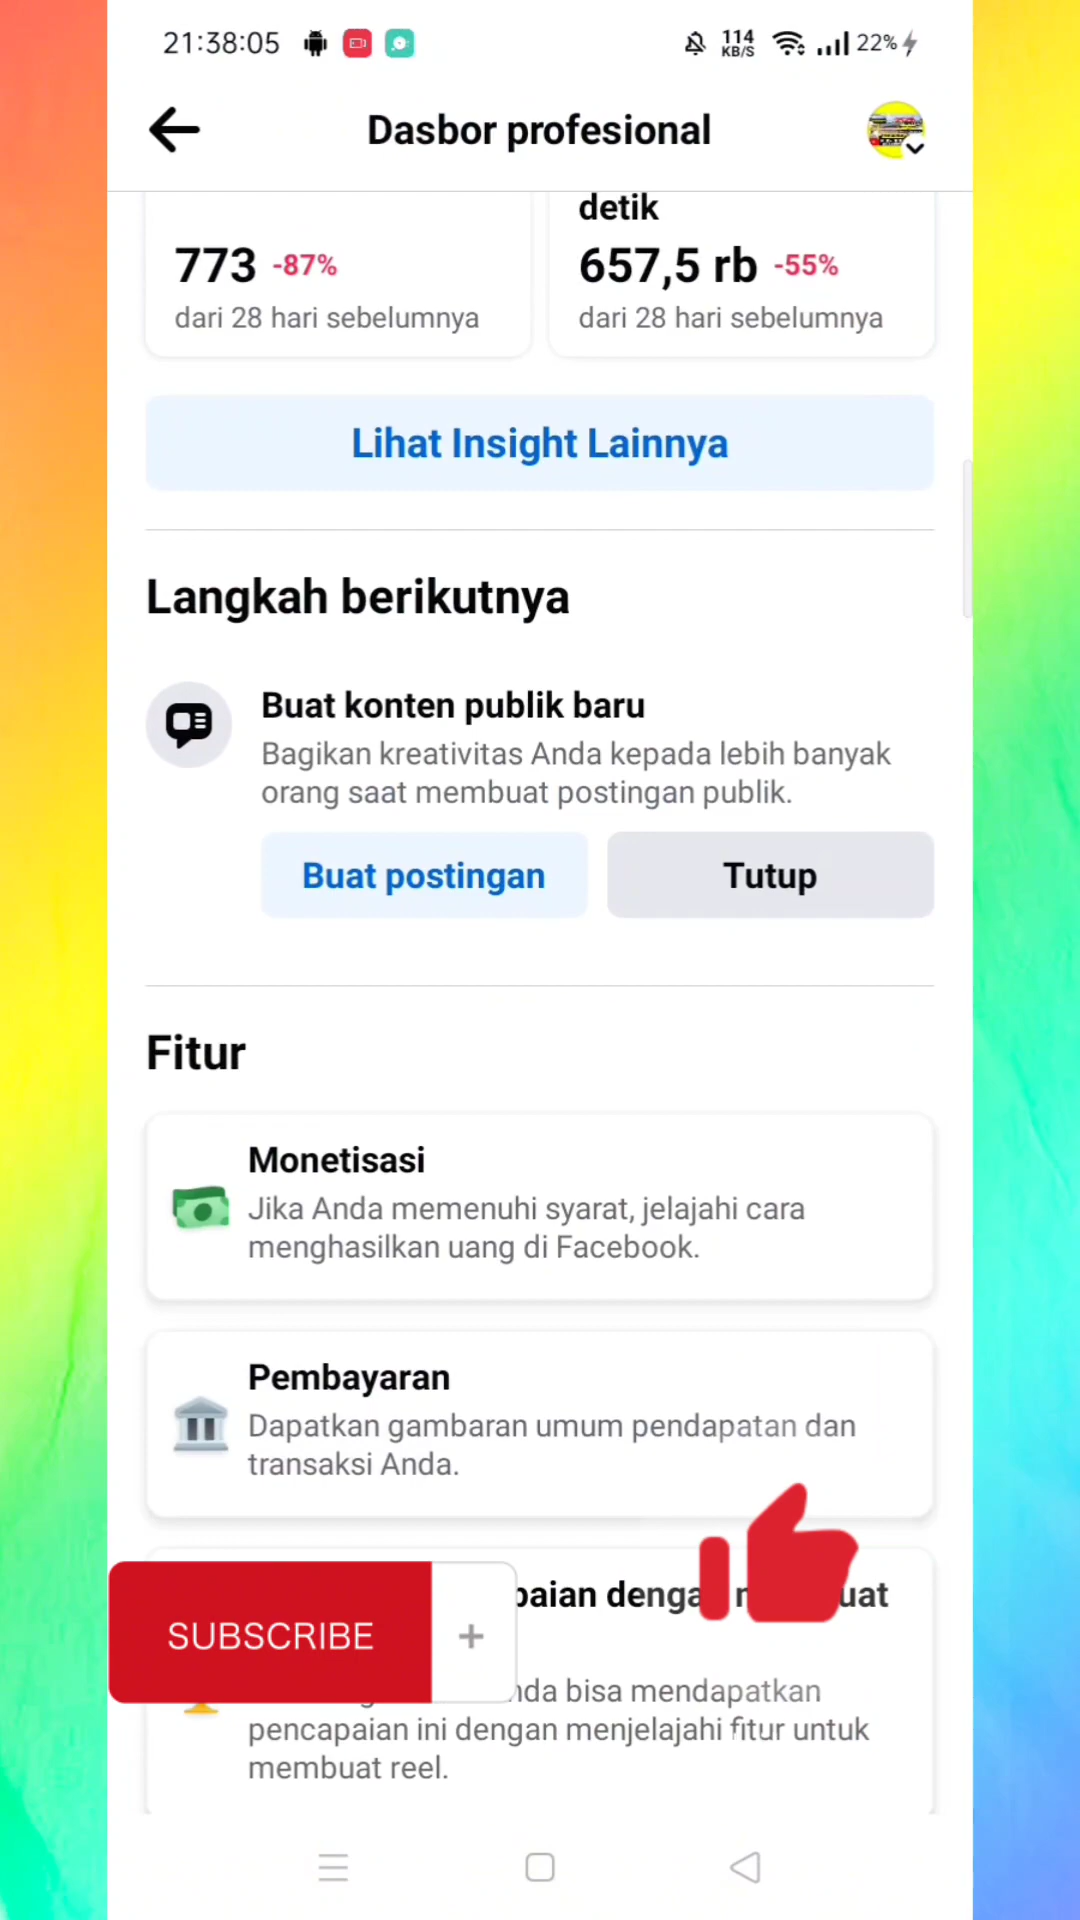 21:38:05
114
KB/S
22%
Dasbor profesional
detik
773 -87%
657,5 rb -55%
dari 28 hari sebelumnya
dari 28 hari sebelumnya
Lihat Insight Lainnya
Langkah berikutnya
Buat konten publik baru
Bagikan kreativitas Anda kepada lebih banyak
orang saat membuat postingan publik.
Buat postingan
Tutup
Fitur
Monetisasi
Jika Anda memenuhi syarat, jelajahi cara
menghasilkan uang di Facebook.
Pembayaran
Dapatkan gambaran umum pendapatan dan
transaksi Anda.
SUBSCRIBE +
bisa mendapatkan
pencapaian ini dengan menjelajahi fitur untuk
membuat reel.